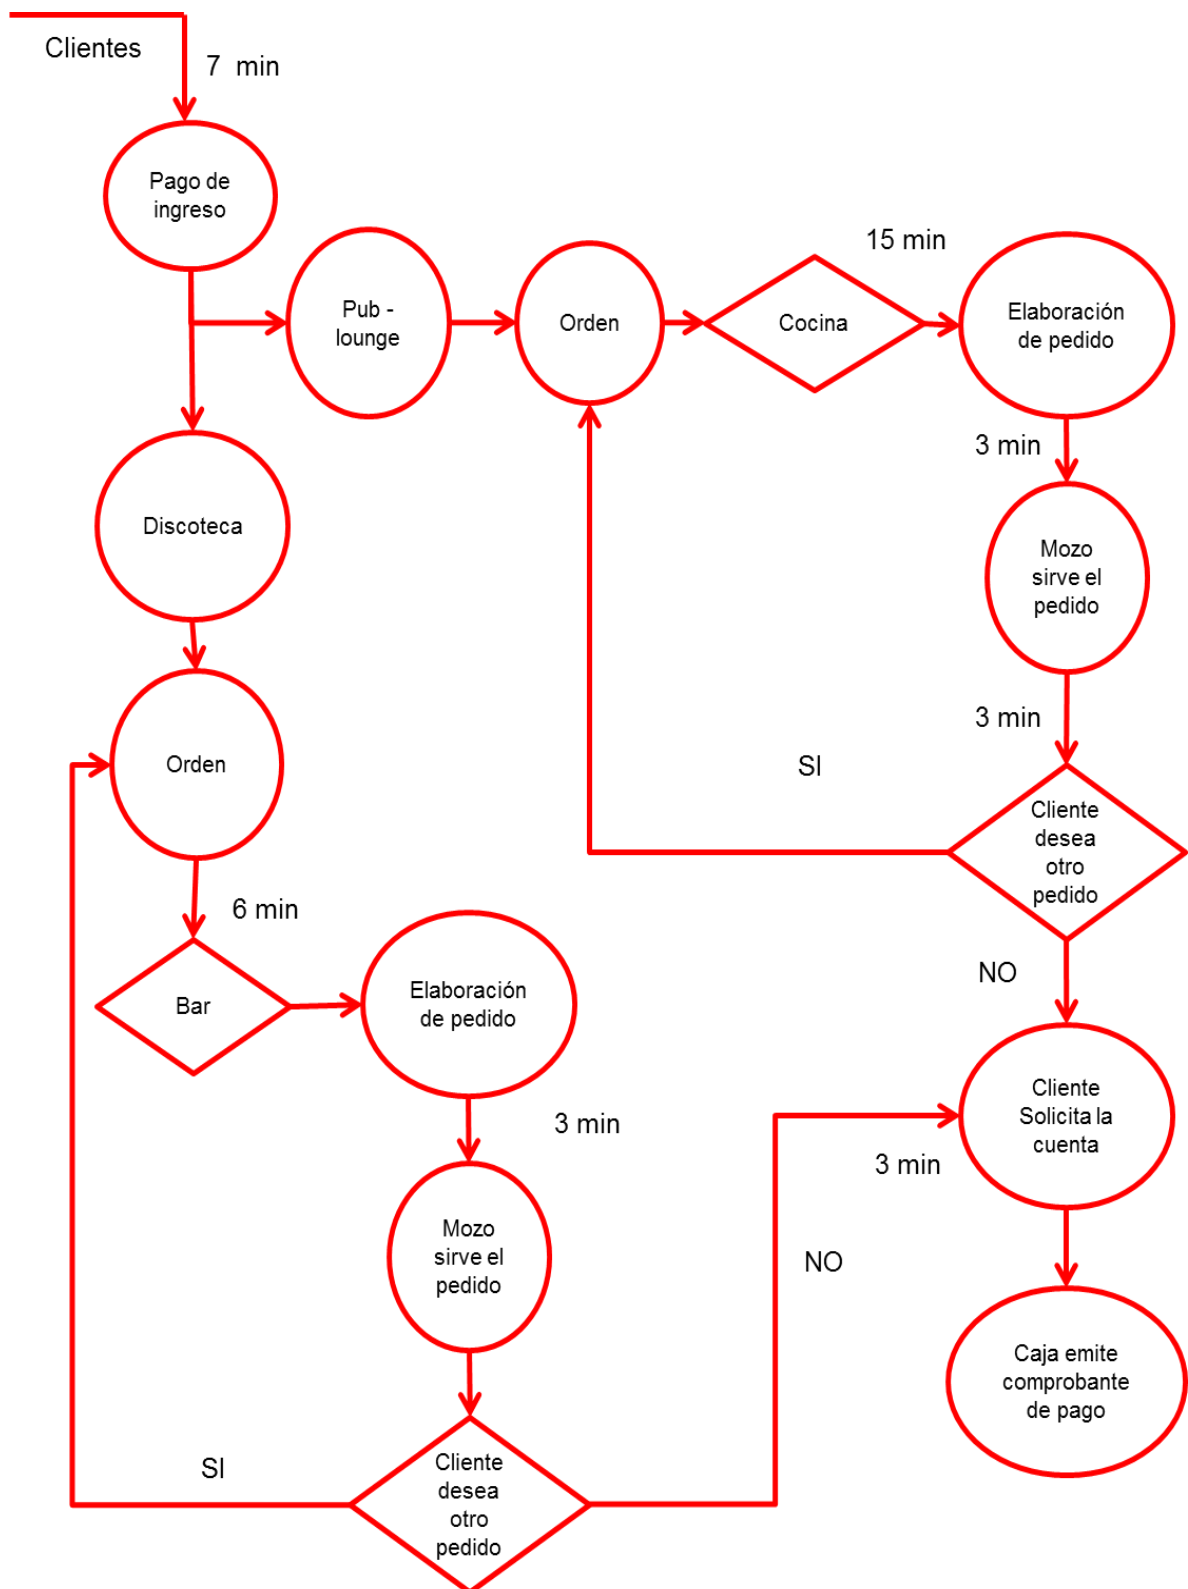 Clientes
7 min
Pago de
ingreso
Pub -
lounge
Orden
Cocina
15 min
Elaboración
de pedido
3 min
Mozo
sirve el
pedido
3 min
Cliente
desea
otro
pedido
SI
NO
Discoteca
Orden
6 min
Bar
Elaboración
de pedido
3 min
Mozo
sirve el
pedido
Cliente
desea
otro
pedido
SI
NO
3 min
Cliente
Solicita la
cuenta
Caja emite
comprobante
de pago